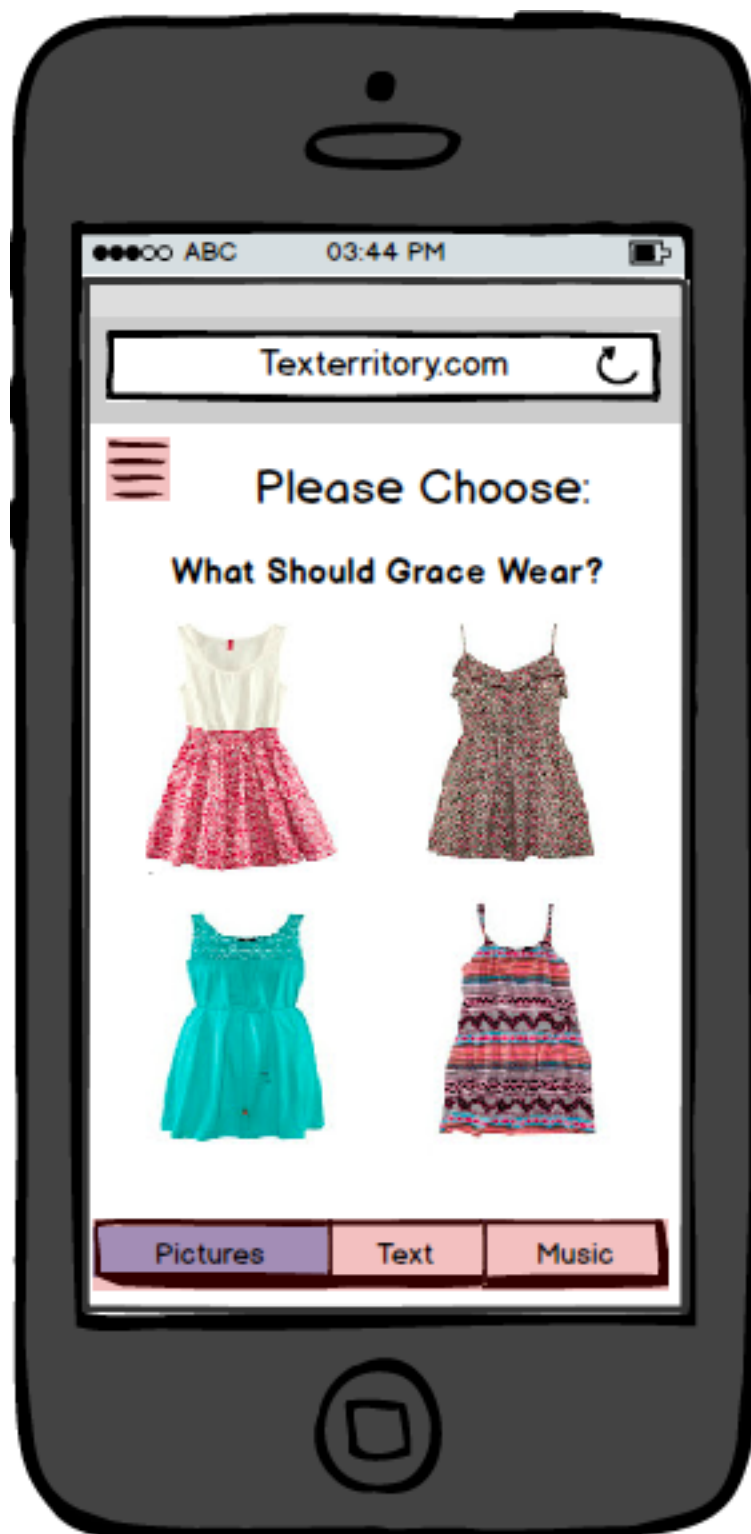 ABC 03:44 PM
Texterritory.com
Please Choose:
What Should Grace Wear?
Pictures Text Music